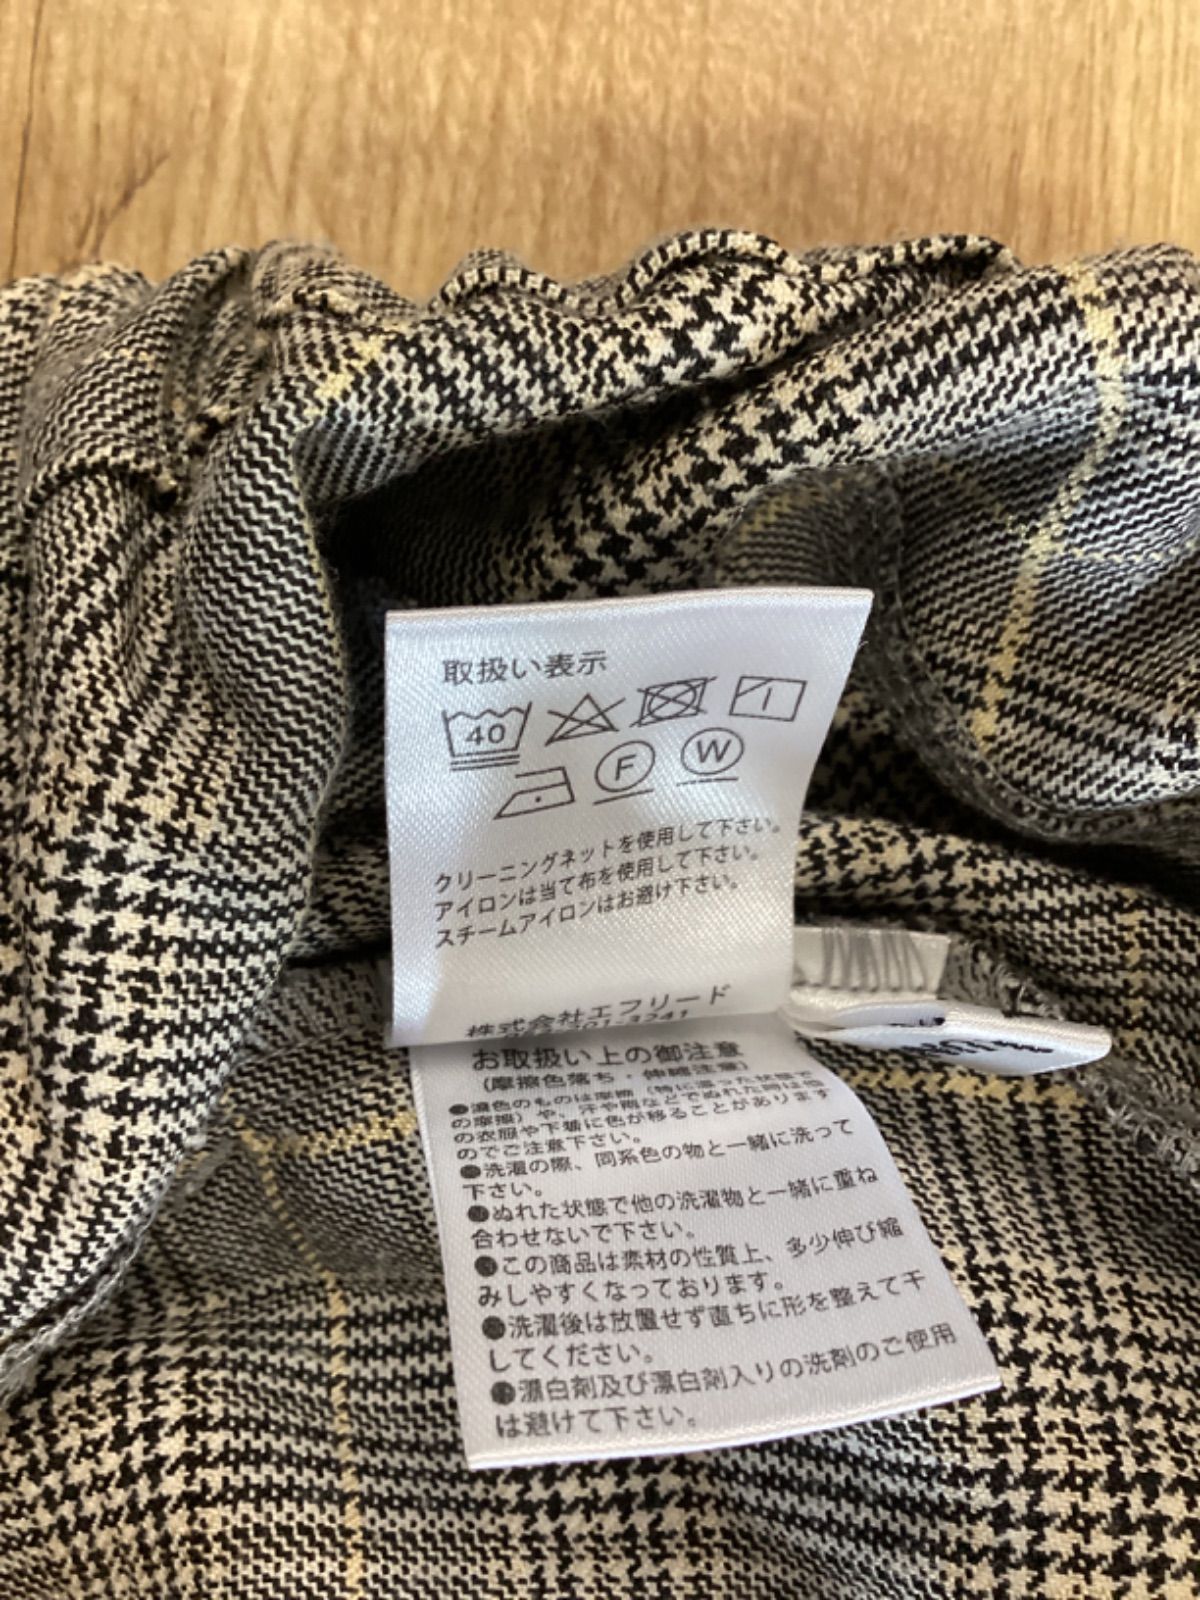 取扱い表示
40
F W
クリーニングネットを使用して下さい。
アイロンは当て布を使用して下さい。
スチームアイロンはお避け下さい。
株式会社エフリード
お取扱い上の御注意
(摩擦色落ち・伸縮注意)
●濃色のものは摩擦(特に湿った状態で
の摩擦)や、汗や雨などでぬれた時は他
の衣服や下着に色が移ることがあります
のでご注意下さい。
●洗濯の際、同系色の物と一緒に洗って
下さい。
●ぬれた状態で他の洗濯物と一緒に重ね
合わせないで下さい。
●この商品は素材の性質上、多少伸び縮
みしやすくなっております。
●洗濯後は放置せず直ちに形を整えて干
してください。
●漂白剤及び漂白剤入りの洗剤のご使用
は避けて下さい。